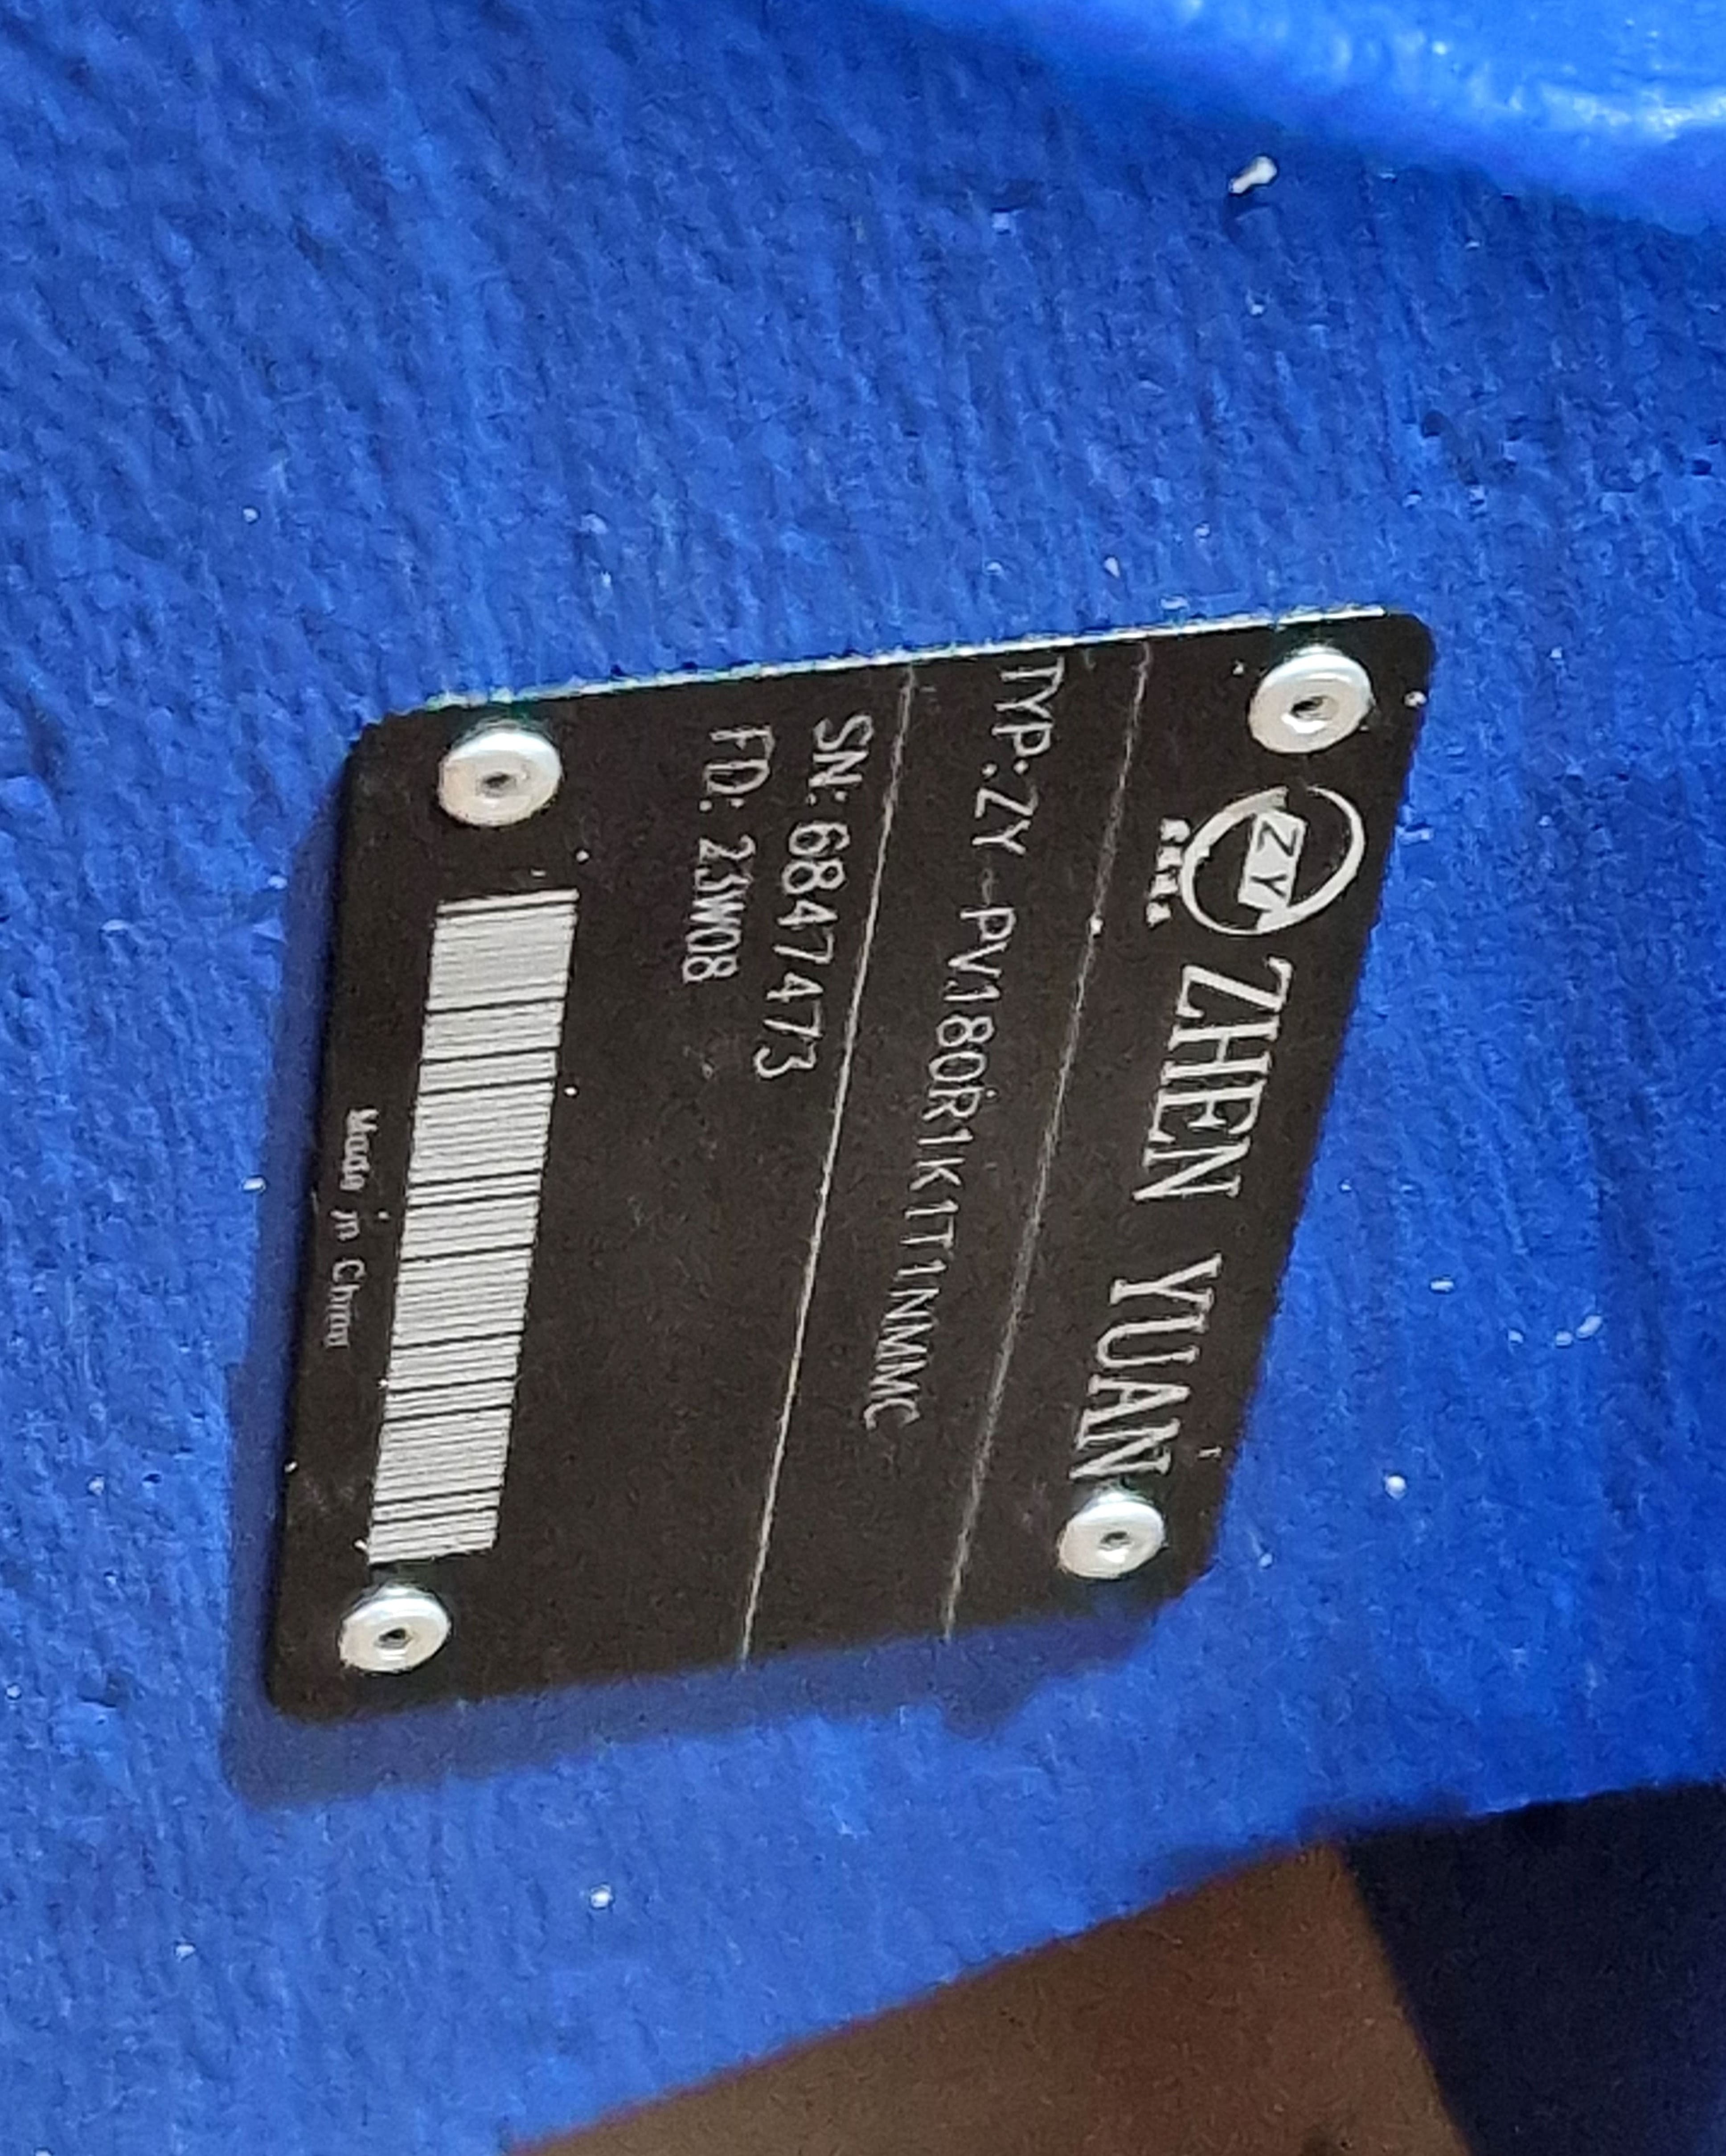 ZY ZHEN YUAN
TYP:ZY-PV180R1K1T1NMMC
SN:6847473
FD: 23W08
Made in China